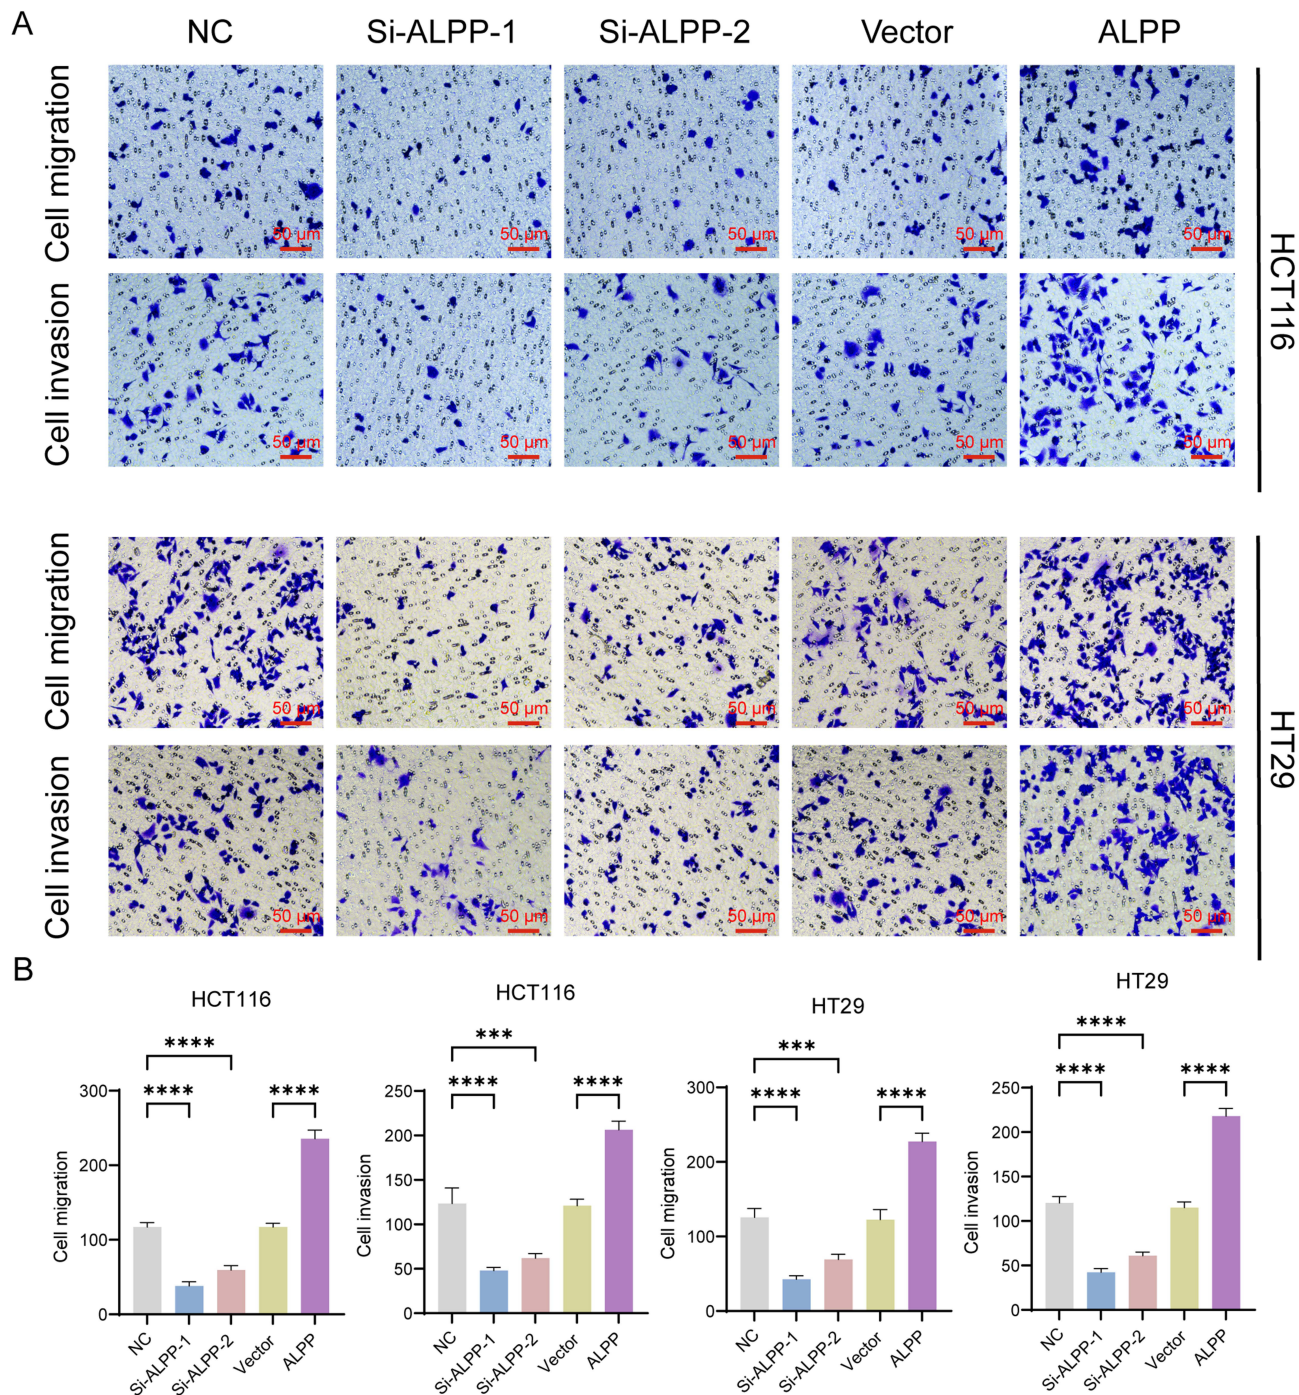 A
NC Si-ALPP-1 Si-ALPP-2 Vector ALPP
Cell migration
50 µm 50 µm 50 µm 50 µm 50 µm
HCT116
Cell invasion
50 µm 50 µm 50 µm 50 µm 50 µm
Cell migration
50 µm 50 µm 50 µm 50 µm 50 µm
HT29
Cell invasion
50 µm 50 µm 50 µm 50 µm 50 µm
B
HCT116
****
**** ****
Cell migration
300
200
100
0
NC Si-ALPP-1 Si-ALPP-2 Vector ALPP
HCT116
***
**** ****
Cell invasion
250
200
150
100
50
0
NC Si-ALPP-1 Si-ALPP-2 Vector ALPP
HT29
***
**** ****
Cell migration
300
200
100
0
NC Si-ALPP-1 Si-ALPP-2 Vector ALPP
HT29
****
**** ****
Cell invasion
250
200
150
100
50
0
NC Si-ALPP-1 Si-ALPP-2 Vector ALPP